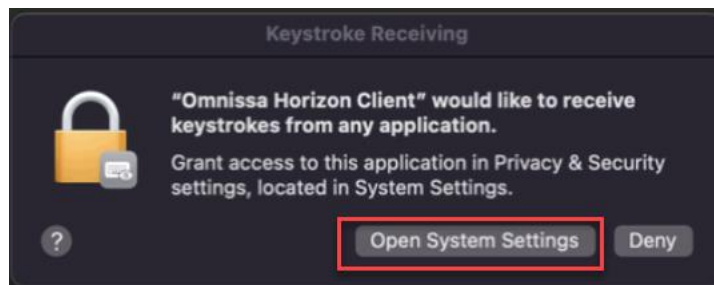 Keystroke Receiving
“Omnissa Horizon Client” would like to receive
keystrokes from any application.
Grant access to this application in Privacy & Security
settings, located in System Settings.
?
Open System Settings
Deny